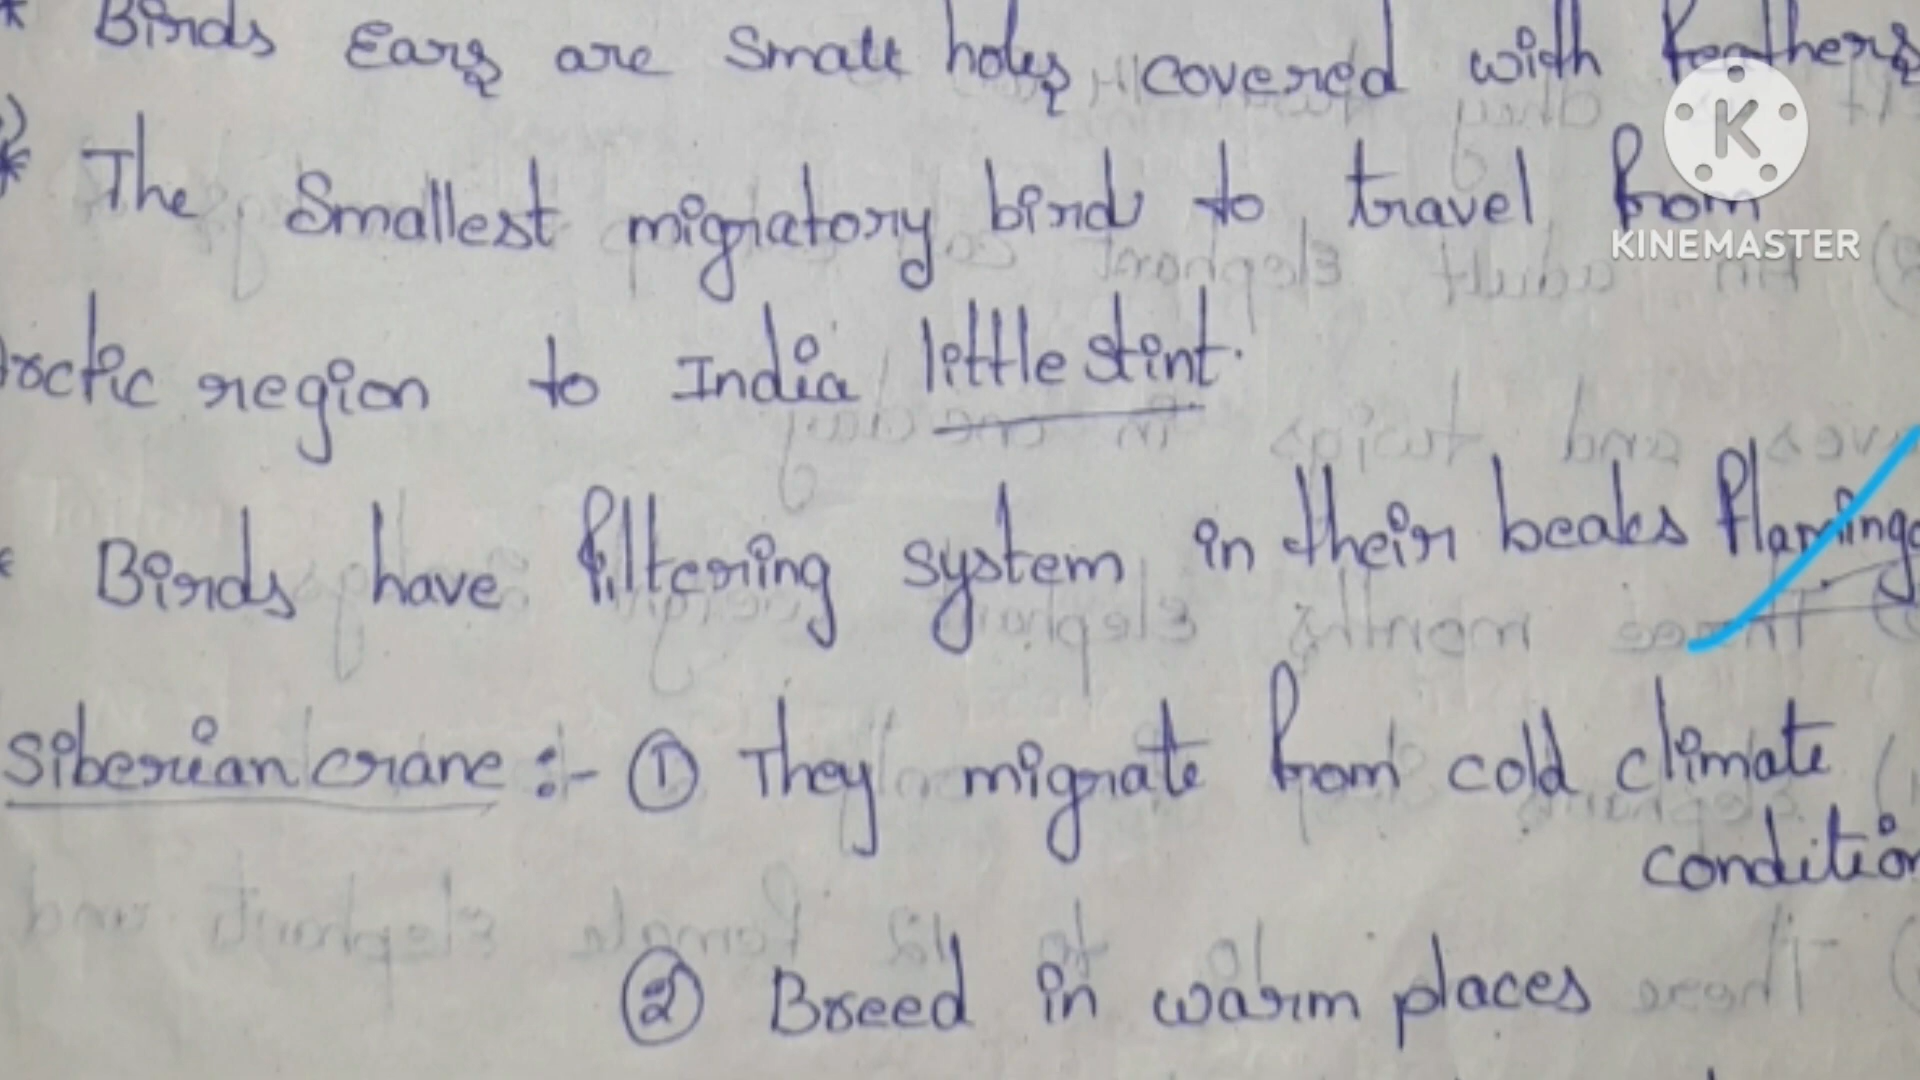 * Birds Ears are small holes covered with feathers
* The smallest migratory bird to travel from
Arctic region to India little stint.
* Birds have filtering system in their beaks flamingo
Siberian crane :- ① They migrate from cold climate
condition
② Breed in warm places
K
KINEMASTER